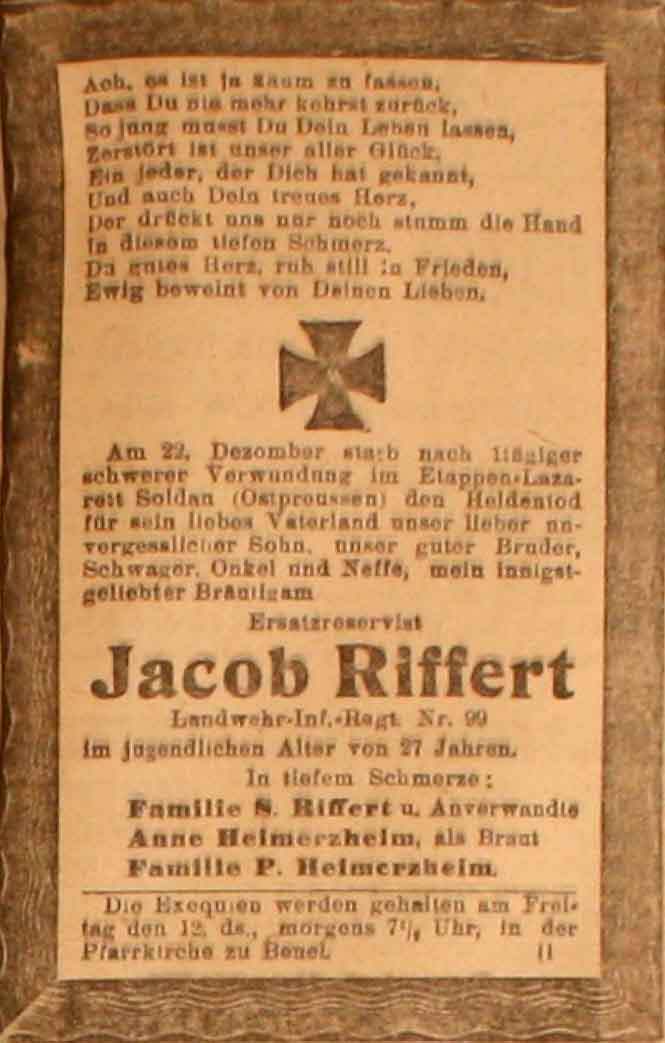 Ach, es ist ja kaum zu fassen,
Dass Du nie mehr kehrst zurück,
So jung musst Du Dein Leben lassen,
Zerstört ist unser aller Glück.
Ein jeder, der Dich hat gekannt,
Und auch Dein treues Herz,
Der drückt uns nur noch stumm die Hand
In diesem tiefen Schmerz.
Du gutes Herz, ruh still in Frieden,
Ewig beweint von Deinen Lieben.
Am 22. Dezember starb nach
schwerer Verwundung im Etappen-Laza-
rett Soldau (Ostpreussen) den Heldentod
für sein liebes Vaterland unser lieber un-
vergesslicher Sohn, unser guter Bruder,
Schwager, Onkel und Neffe, mein innigst-
geliebter Bräutigam
Ersatzreservist
Jacob Riffert
Landwehr-Inf.-Regt. Nr. 99
im jugendlichen Alter von 27 Jahren.
In tiefem Schmerze:
Familie S. Riffert u. Anverwandte
Anne Heimerzheim, als Braut
Familie P. Heimerzheim.
Die Exequien werden gehalten am Frei-
tag den 12. ds., morgens Uhr, in der
Pfarrkirche zu Beuel.